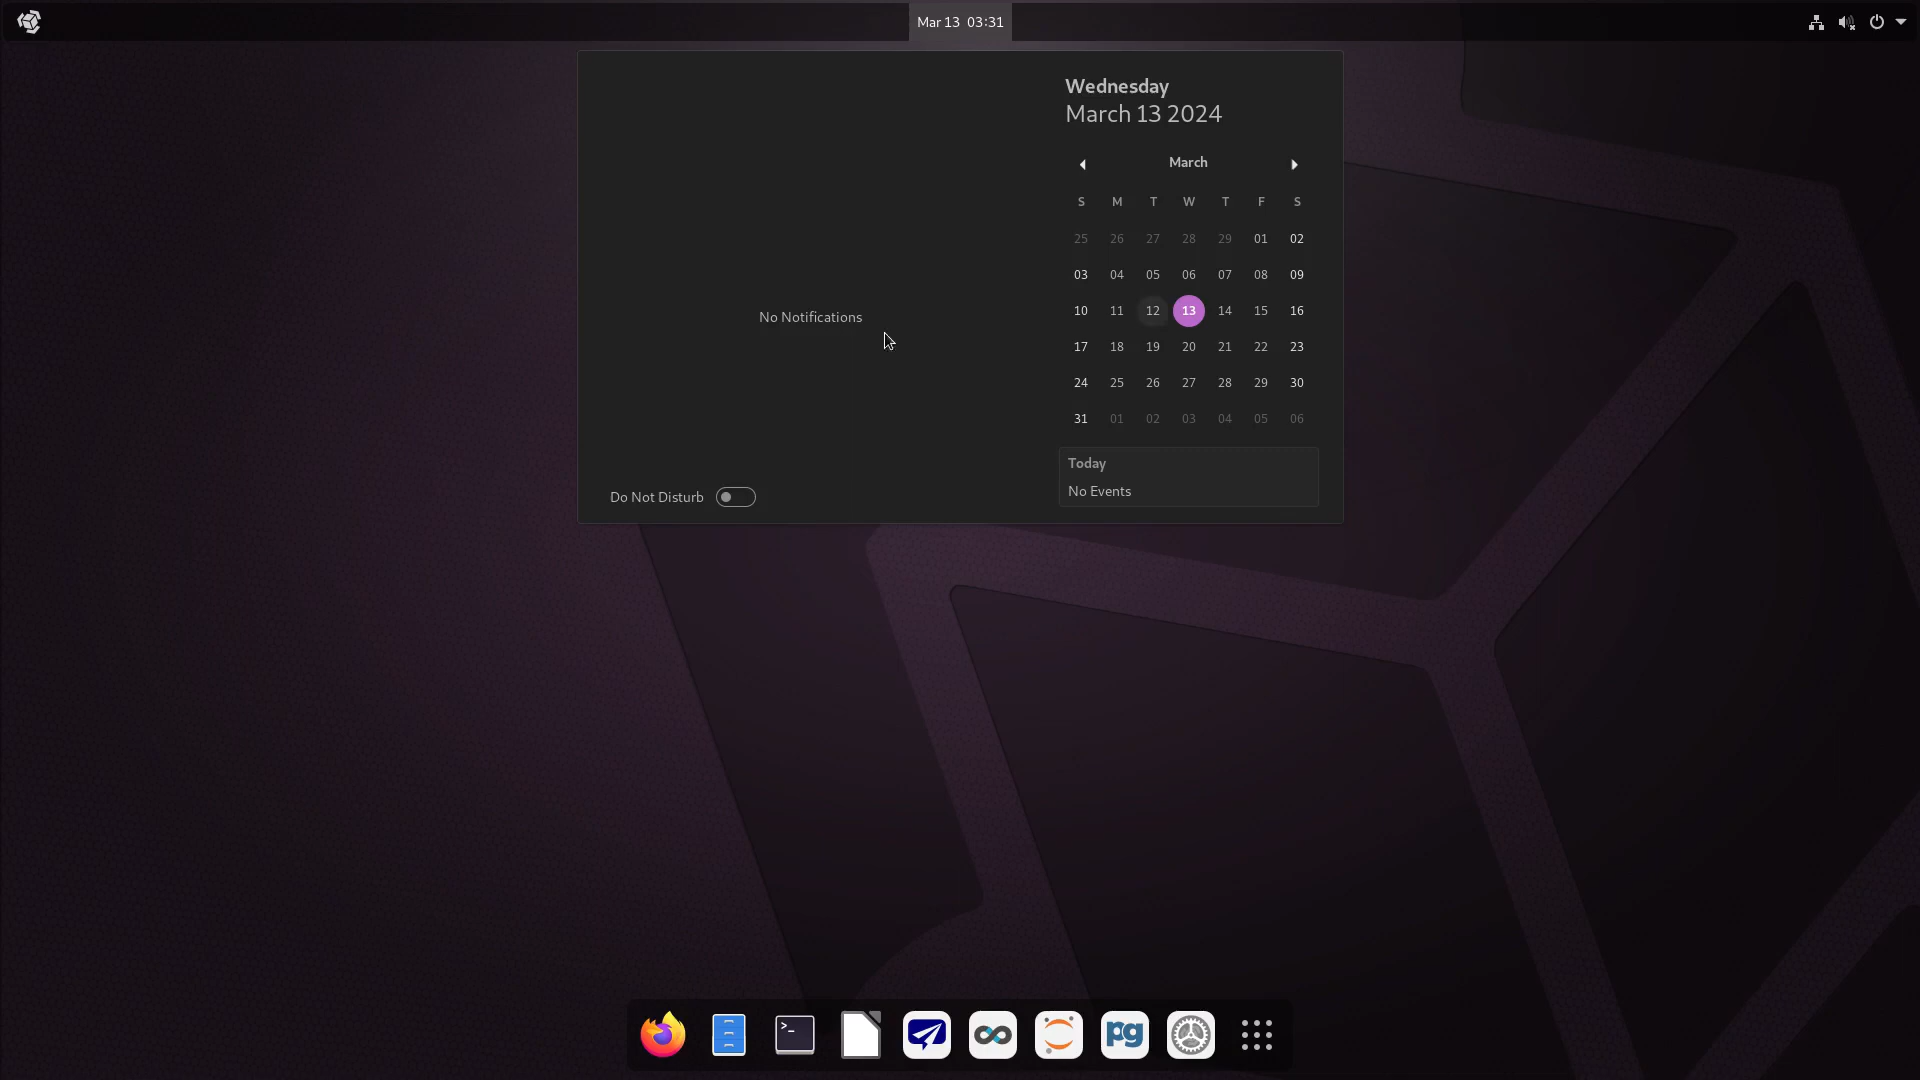 Mar 13 03:31
Wednesday
March 13 2024
March
S M T W T F S
25 26 27 28 29 01 02
03 04 05 06 07 08 09
10 11 12 13 14 15 16
17 18 19 20 21 22 23
24 25 26 27 28 29 30
31 01 02 03 04 05 06
No Notifications
Today
No Events
Do Not Disturb
>_
pg